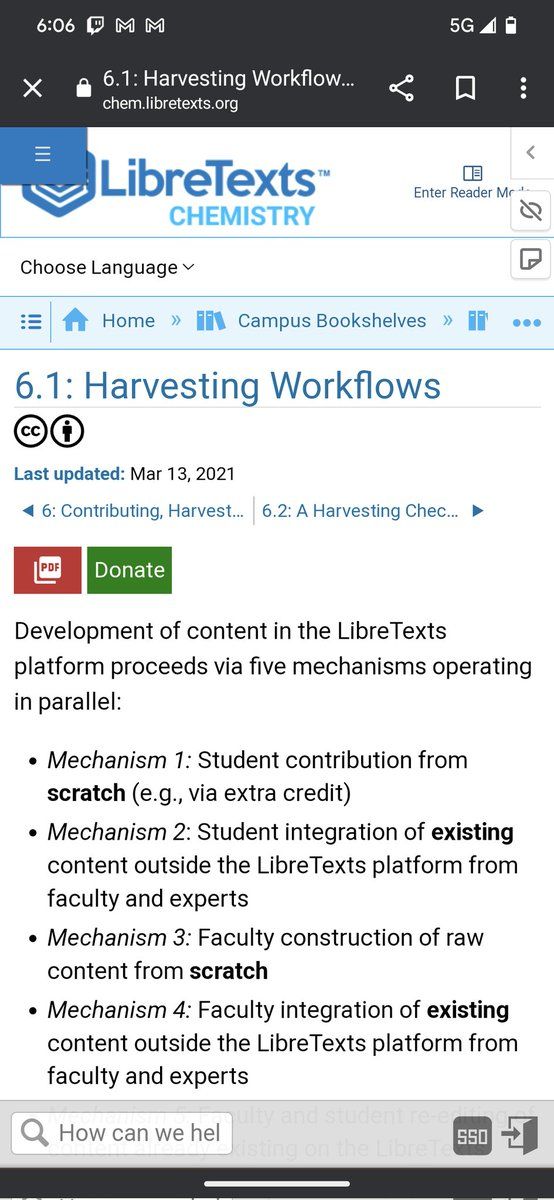 6:06
5G
6.1: Harvesting Workflow...
chem.libretexts.org
LibreTexts™
CHEMISTRY
Enter Reader Mode
Choose Language
Home » Campus Bookshelves »
6.1: Harvesting Workflows
cc
Last updated: Mar 13, 2021
6: Contributing, Harvest...
6.2: A Harvesting Chec...
PDF
Donate
Development of content in the LibreTexts
platform proceeds via five mechanisms operating
in parallel:
• Mechanism 1: Student contribution from
scratch (e.g., via extra credit)
• Mechanism 2: Student integration of existing
content outside the LibreTexts platform from
faculty and experts
• Mechanism 3: Faculty construction of raw
content from scratch
• Mechanism 4: Faculty integration of existing
content outside the LibreTexts platform from
faculty and experts
Mechanism 5: Faculty and student re-editing of
content already existing on the LibreTexts
How can we hel
SSO